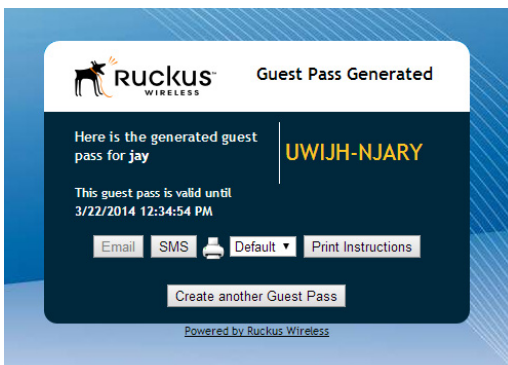 RUCKUS™
WIRELESS
Guest Pass Generated
Here is the generated guest
pass for jay
UWIJH-NJARY
This guest pass is valid until
3/22/2014 12:34:54 PM
Email SMS Default Print Instructions
Create another Guest Pass
Powered by Ruckus Wireless